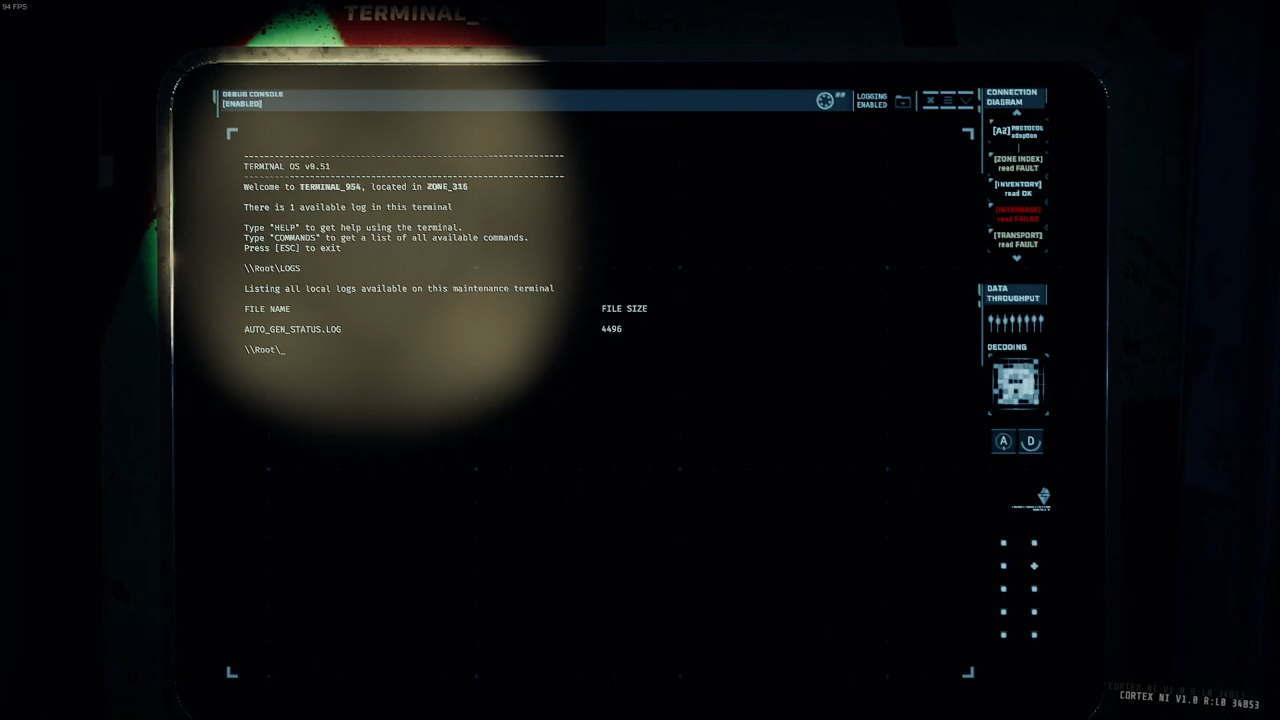 94 FPS
TERMINAL_
DEBUG CONSOLE
[ENABLED]
LOGGING
ENABLED
CONNECTION
DIAGRAM
[A2] PROTOCOL
adaption
[ZONE INDEX]
read FAULT
[INVENTORY]
read OK
read FAILED
[TRANSPORT]
read FAULT
DATA
THROUGHPUT
DECODING
A D
--------------------------------------------------------------
TERMINAL OS v0.51
--------------------------------------------------------------
Welcome to TERMINAL_954, located in ZONE_316
There is 1 available log in this terminal
Type "HELP" to get help using the terminal.
Type "COMMANDS" to get a list of all available commands.
Press [ESC] to exit
\\Root\LOGS
Listing all local logs available on this maintenance terminal
FILE NAME FILE SIZE
AUTO_GEN_STATUS.LOG 4496
\\Root\_
CORTEX NI V1.0 R:L0 34853